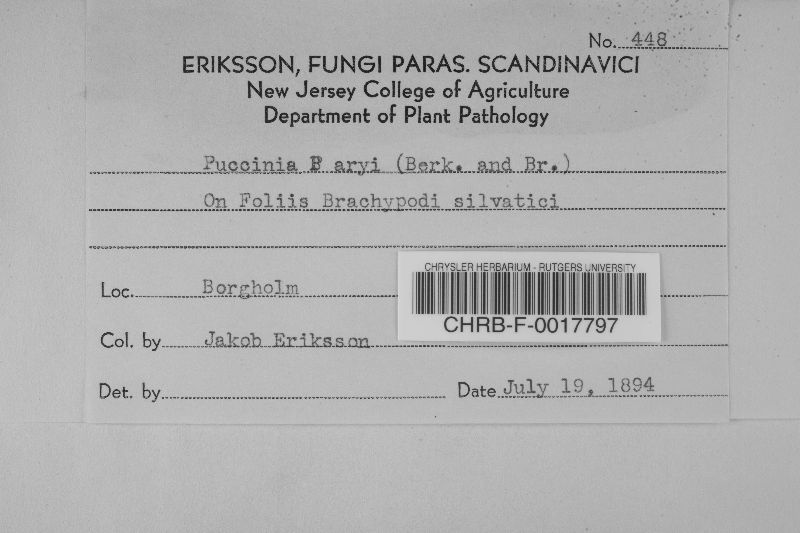 No. 448
ERIKSSON, FUNGI PARAS. SCANDINAVICI
New Jersey College of Agriculture
Department of Plant Pathology
Puccinia B aryi (Berk. and Br.)
On Foliis Brachypodi silvatici
Loc. Borgholm
CHRYSLER HERBARIUM - RUTGERS UNIVERSITY
CHRB-F-0017797
Col. by Jakob Eriksson
Det. by
Date July 19, 1894